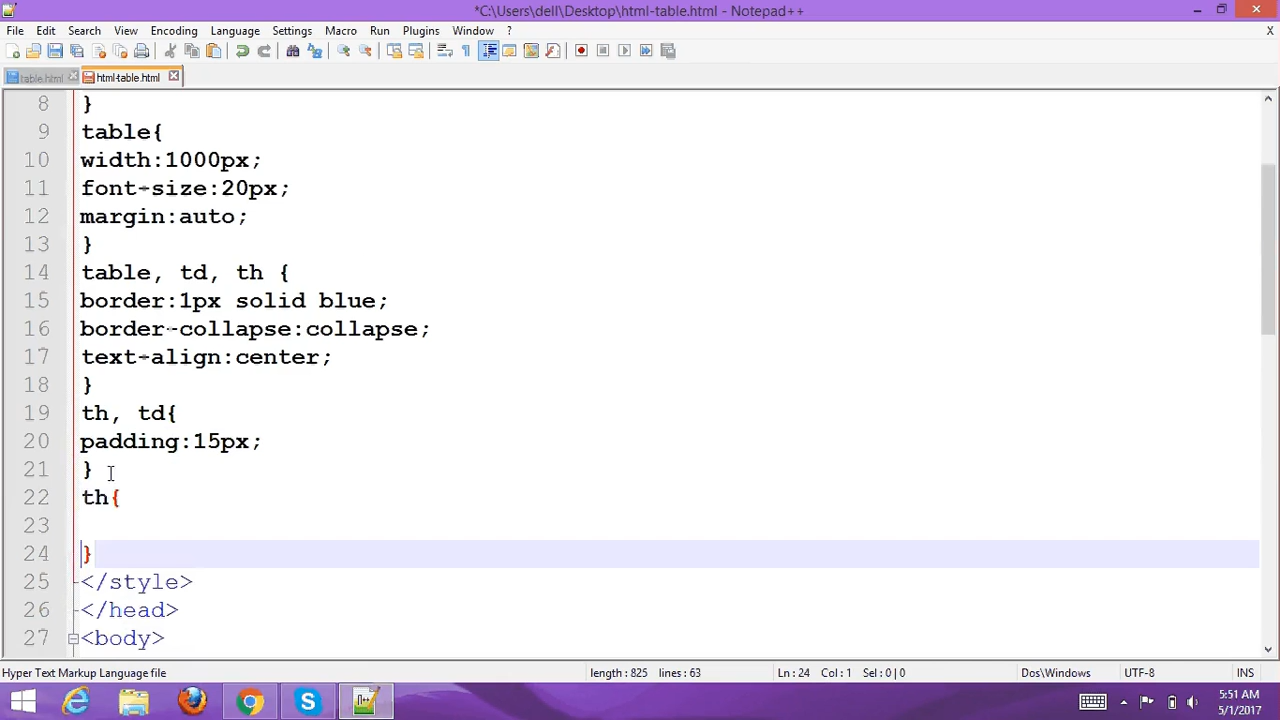 *C:\Users\dell\Desktop\html-table.html - Notepad++
File Edit Search View Encoding Language Settings Macro Run Plugins Window ? X
table.html html-table.html
8 }
9 table{
10 width:1000px;
11 font-size:20px;
12 margin:auto;
13 }
14 table, td, th {
15 border:1px solid blue;
16 border-collapse:collapse;
17 text-align:center;
18 }
19 th, td{
20 padding:15px;
21 }
22 th{
23
24 }
25 </style>
26 </head>
27 <body>
Hyper Text Markup Language file length : 825 lines : 63 Ln : 24 Col : 1 Sel : 0 | 0 Dos\Windows UTF-8 INS
5:51 AM
5/1/2017